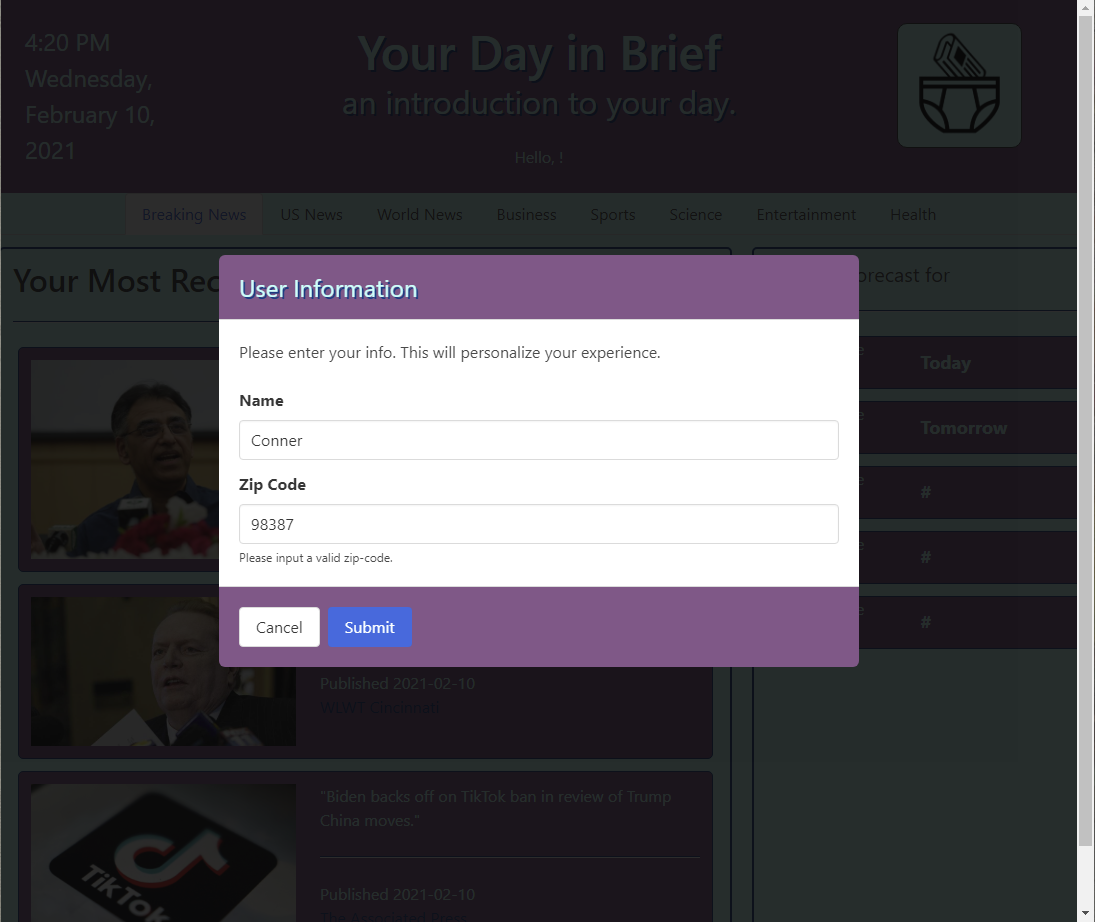 4:20 PM
Wednesday,
February 10,
2021
Your Day in Brief
an introduction to your day.
Hello, !
Breaking News
US News
World News
Business
Sports
Science
Entertainment
Health
Your Most Rec
orecast for
User Information
Please enter your info. This will personalize your experience.
Name
Conner
Zip Code
98387
Please input a valid zip-code.
Cancel
Submit
Today
Tomorrow
#
#
#
Published 2021-02-10
WLWT Cincinnati
"Biden backs off on TikTok ban in review of Trump
China moves."
Published 2021-02-10
The Associated Press
TikTok